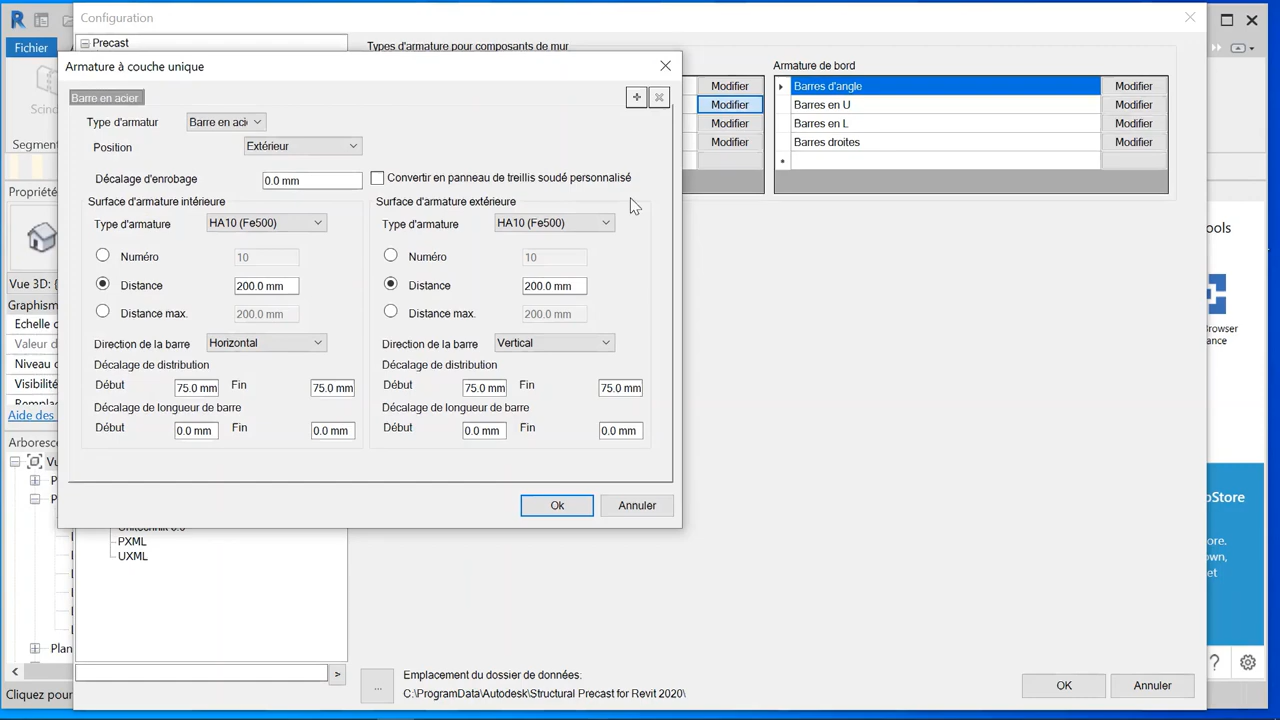 Configuration
Fichier
Precast
Types d'armature pour composants de mur
Armature à couche unique
Armature de bord
Barre en acier
Modifier
Barres d'angle
Modifier
Type d'armatur
Barre en aci
Modifier
Barres en U
Modifier
Modifier
Barres en L
Modifier
Position
Extérieur
Modifier
Barres droites
Modifier
Scind
Segment
Décalage d'enrobage
0.0 mm
Convertir en panneau de treillis soudé personnalisé
Propriété
Surface d'armature intérieure
Surface d'armature extérieure
Type d'armature
HA10 (Fe500)
Type d'armature
HA10 (Fe500)
ools
Numéro
10
Numéro
10
Vue 3D: {
Distance
200.0 mm
Distance
200.0 mm
Graphism
Distance max.
200.0 mm
Distance max.
200.0 mm
Echelle d
Browser
ance
Valeur d
Direction de la barre
Horizontal
Direction de la barre
Vertical
Niveau d
Décalage de distribution
Décalage de distribution
Visibilité
Début
75.0 mm
Fin
75.0 mm
Début
75.0 mm
Fin
75.0 mm
Aide des
Décalage de longueur de barre
Décalage de longueur de barre
Début
0.0 mm
Fin
0.0 mm
Début
0.0 mm
Fin
0.0 mm
Arboresce
Vu
Ok
Annuler
pStore
PXML
ore.
UXML
own,
et
Plan
Emplacement du dossier de données:
...
C:\ProgramData\Autodesk\Structural Precast for Revit 2020\
OK
Annuler
Cliquez pour